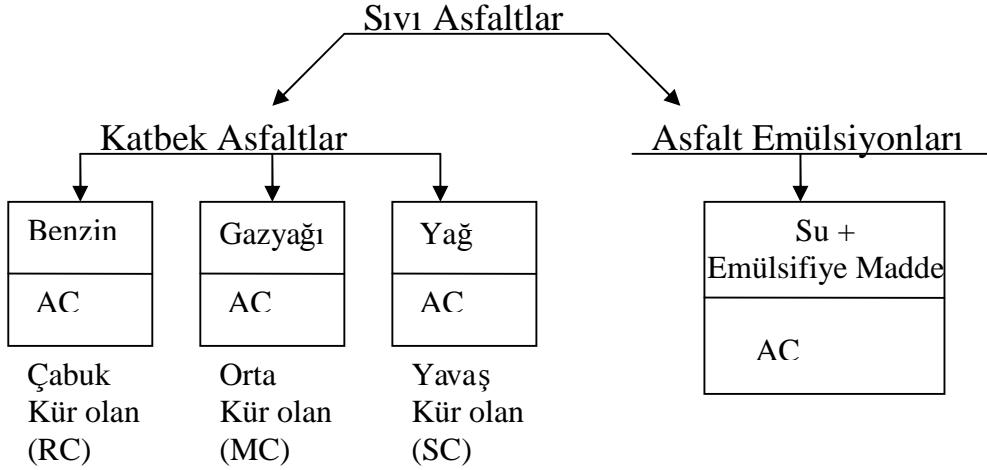 Sıvı Asfaltlar
Katbek Asfaltlar
Asfalt Emülsiyonları
Benzin
AC
Çabuk
Kür olan
(RC)
Gazyağı
AC
Orta
Kür olan
(MC)
Yağ
AC
Yavaş
Kür olan
(SC)
Su +
Emülsifiye Madde
AC